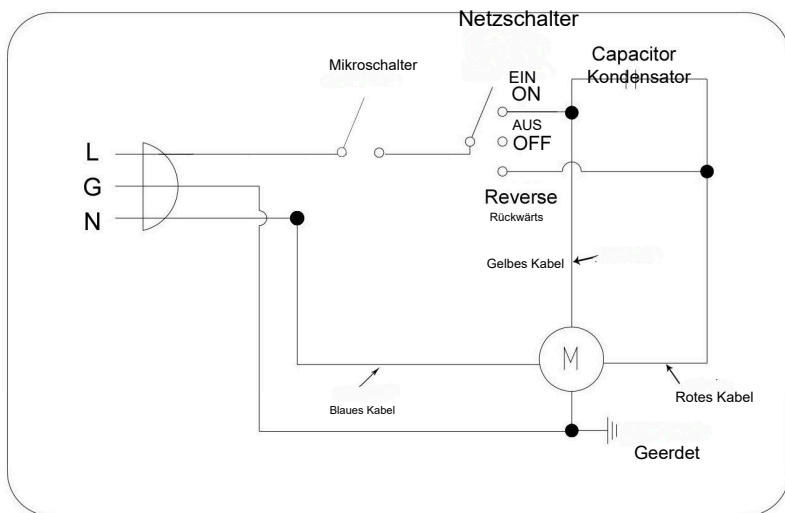 Netzschalter
Capacitor
Kondensator
Mikroschalter
EIN
ON
AUS
OFF
L
G
N
Reverse
Rückwärts
Gelbes Kabel
M
Blaues Kabel
Rotes Kabel
Geerdet